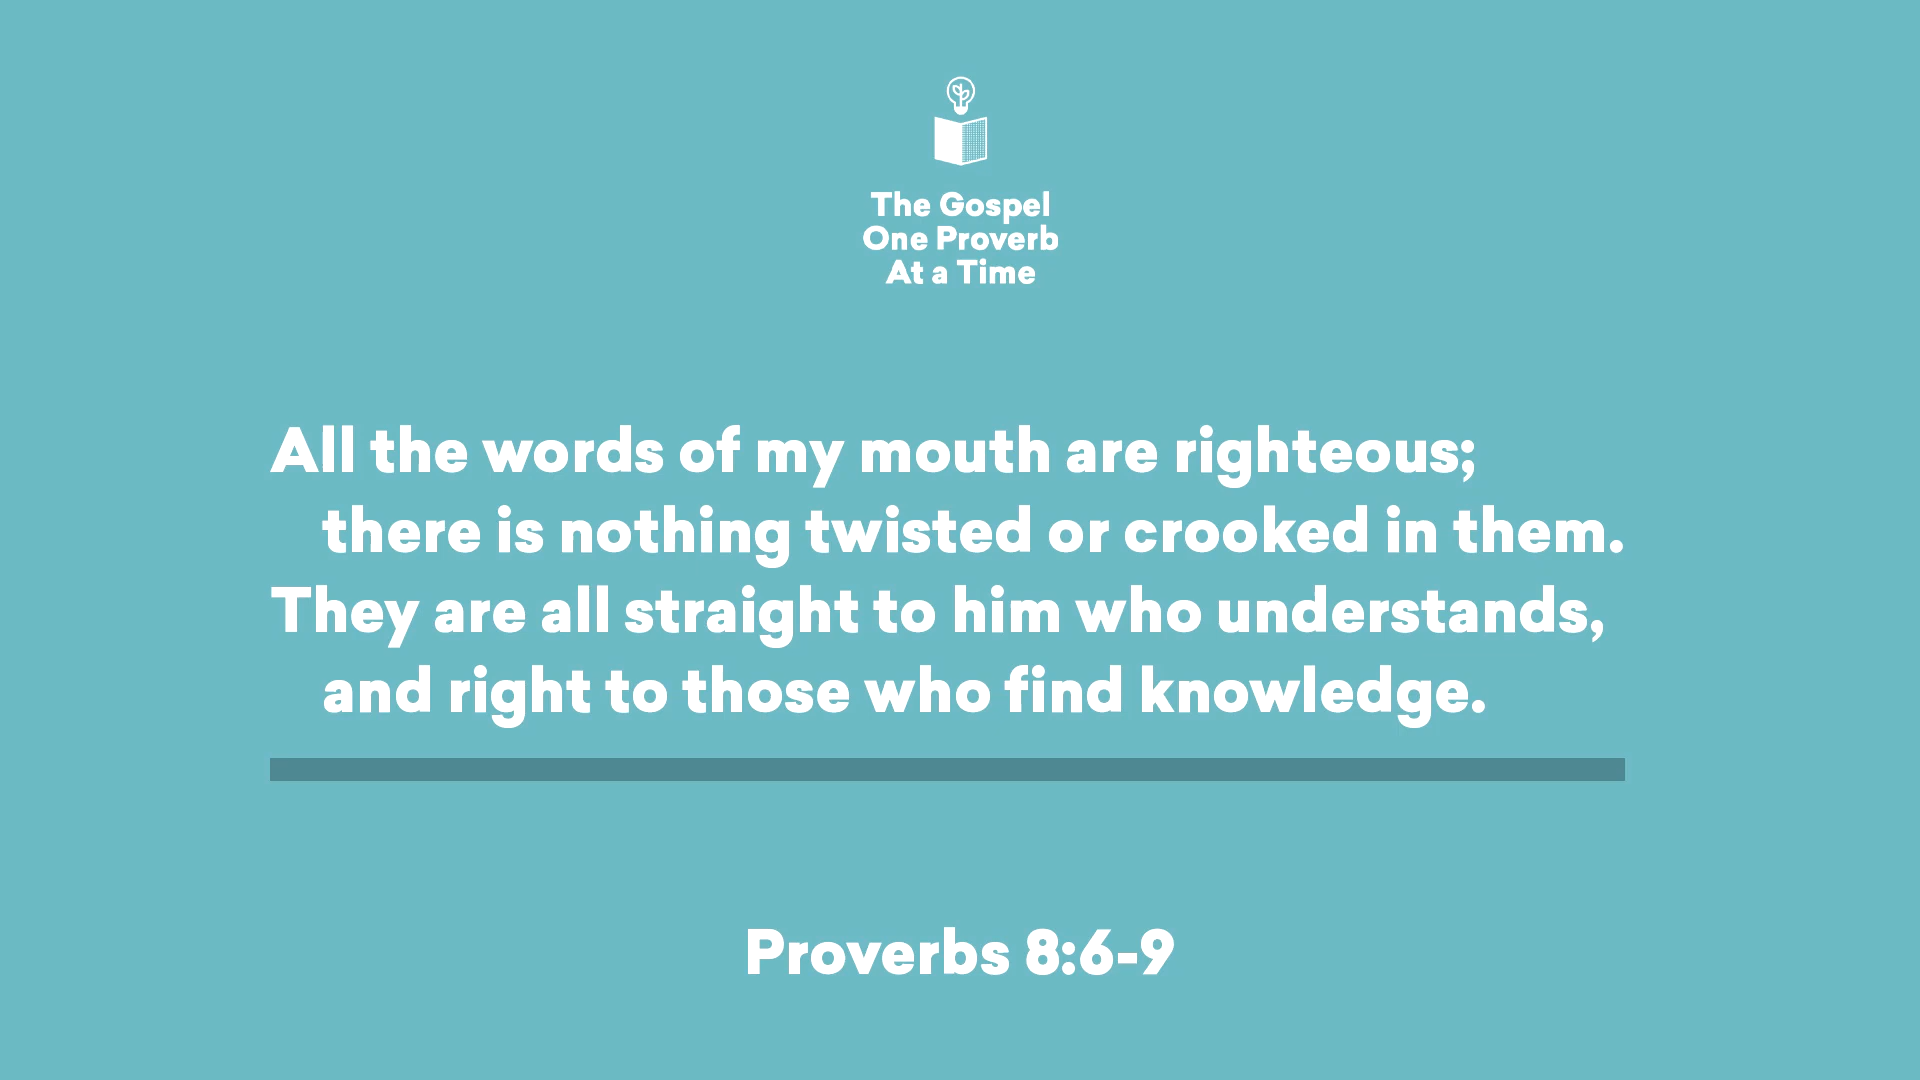 The Gospel
One Proverb
At a Time
All the words of my mouth are righteous;
there is nothing twisted or crooked in them.
They are all straight to him who understands,
and right to those who find knowledge.
Proverbs 8:6-9